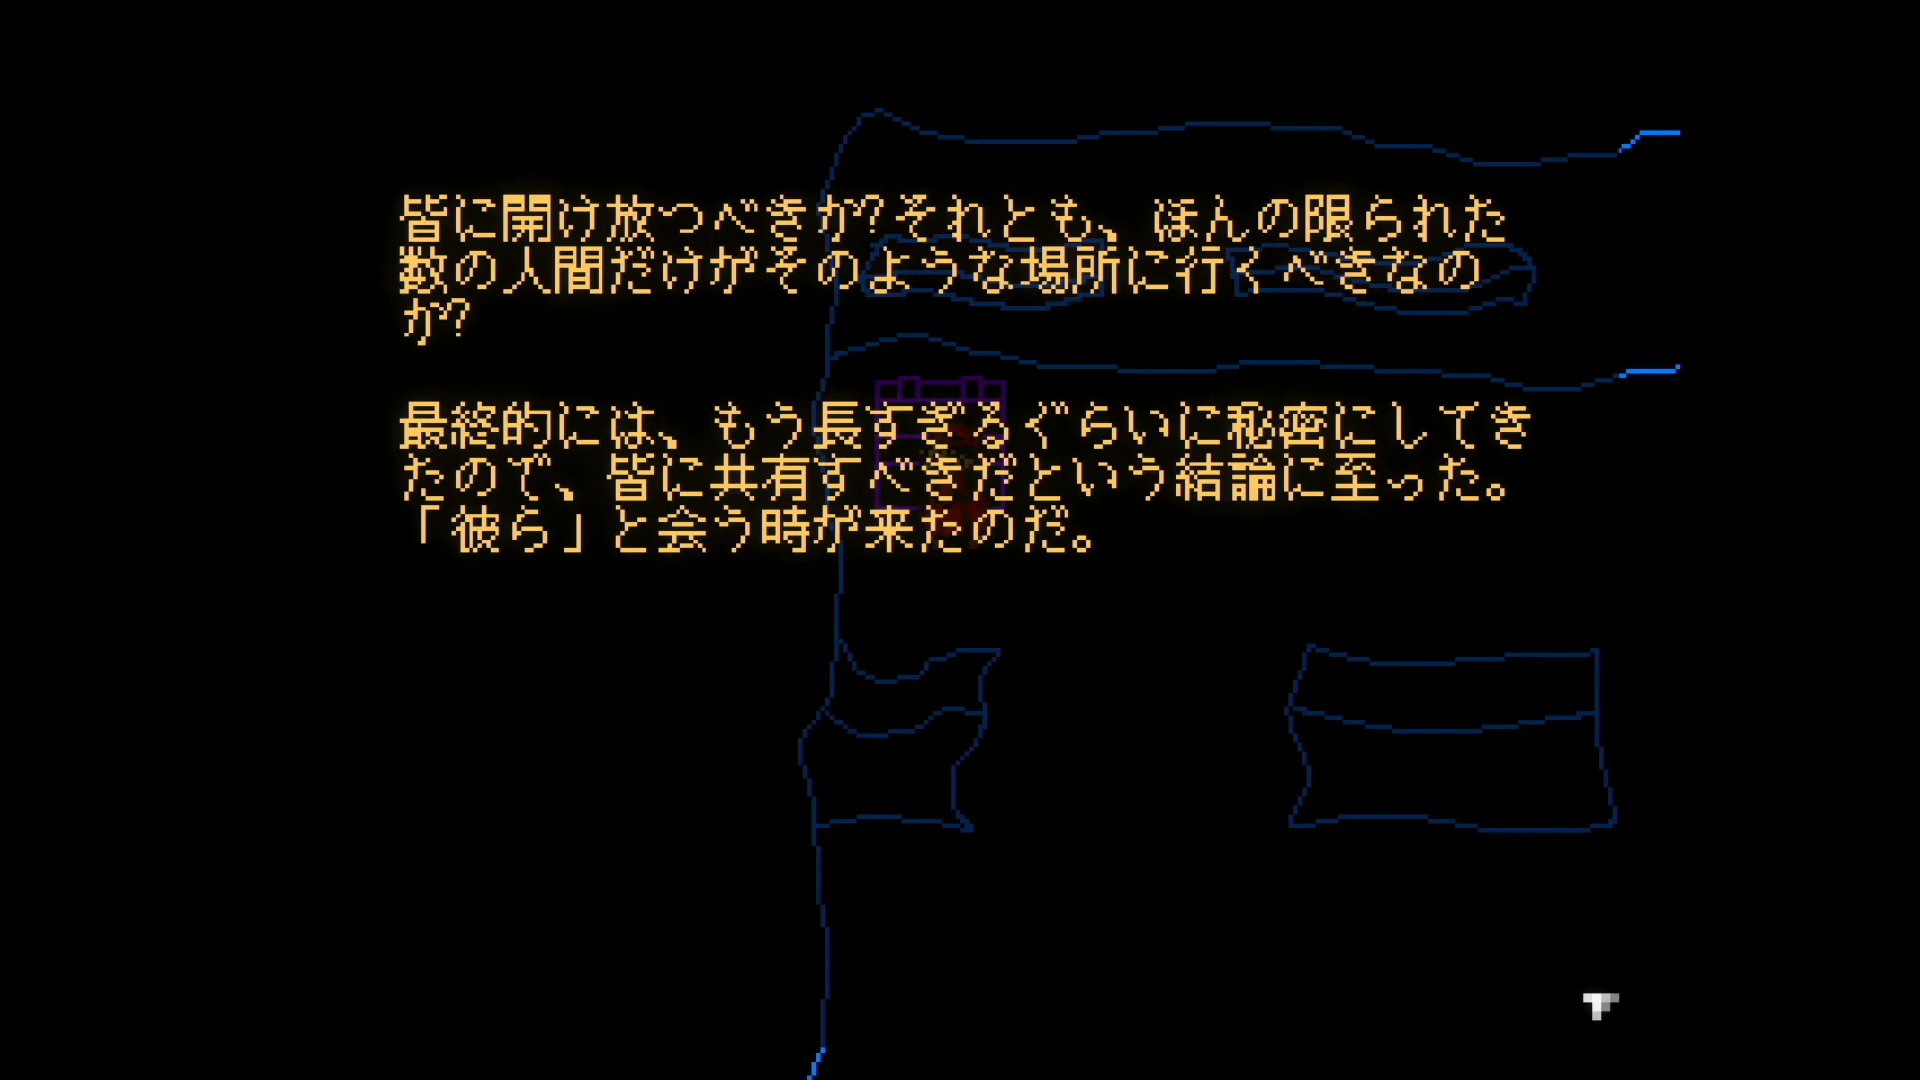 皆に開け放つべきか?それとも、ほんの限られた
数の人間だけがそのような場所に行くべきなの
か?
最終的には、もう長すぎるぐらいに秘密にしてき
たので、皆に共有すべきだという結論に至った。
「彼ら」と会う時が来たのだ。